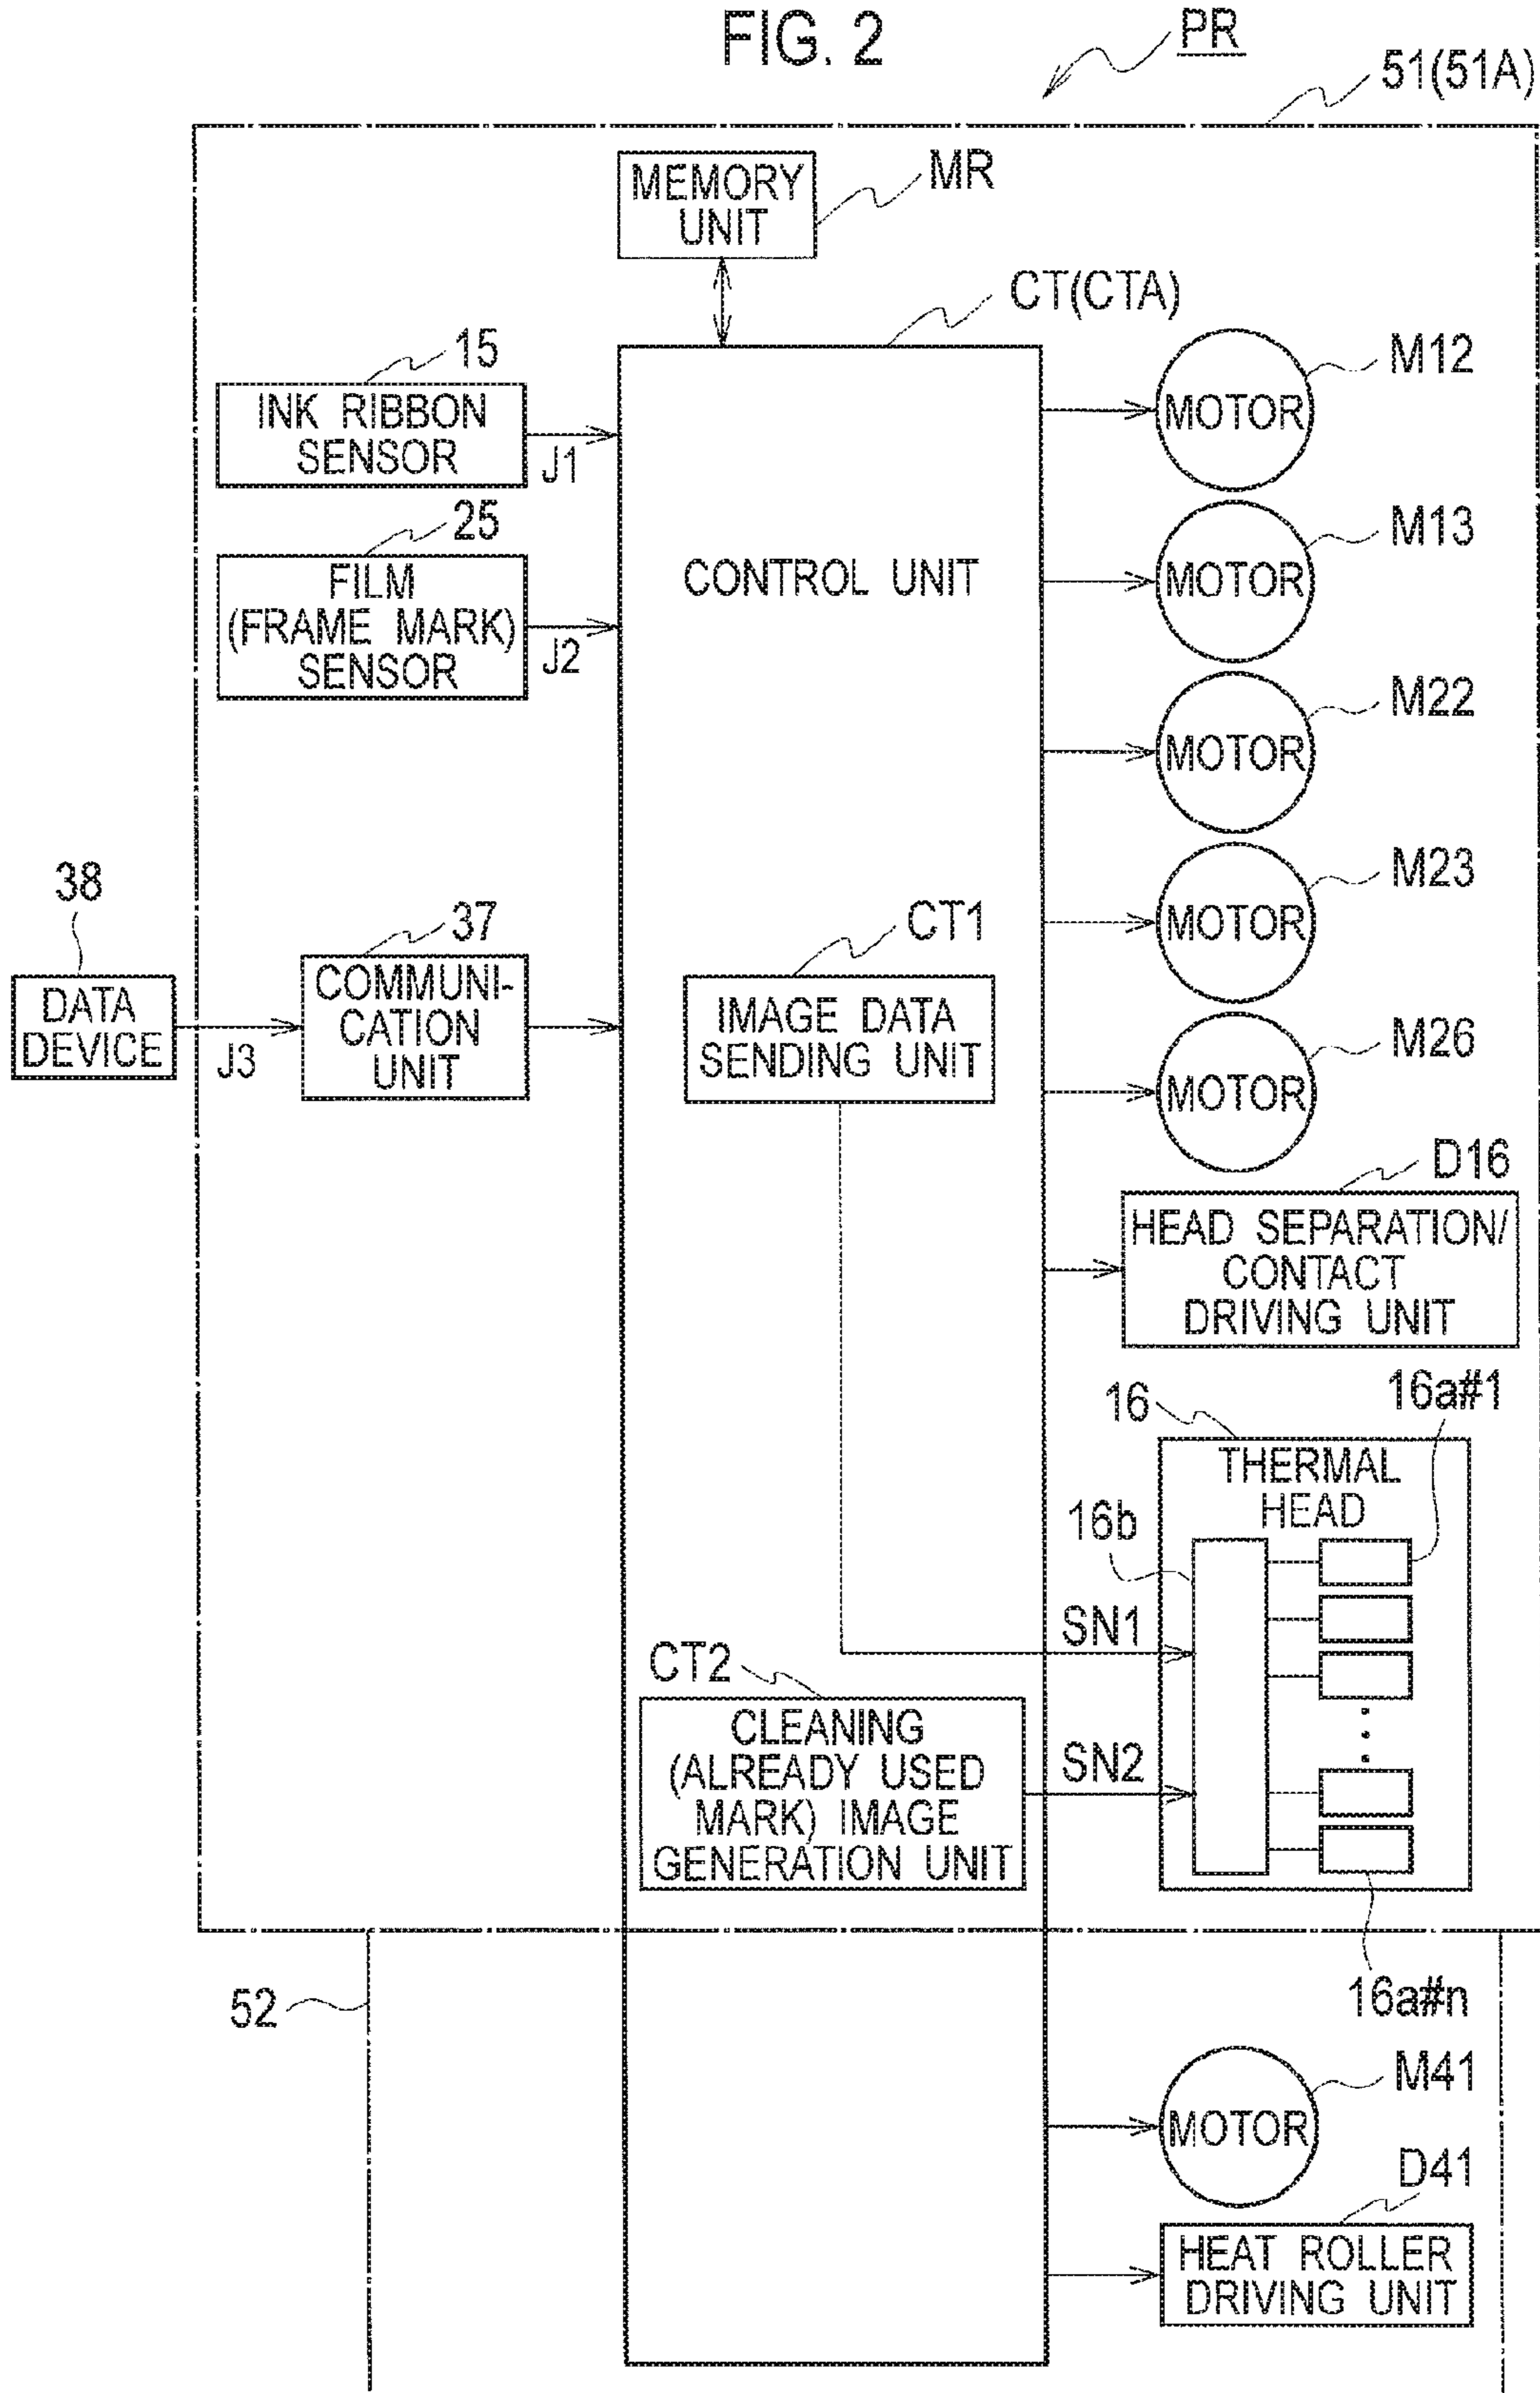 FIG. 2
PR
51(51A)
MEMORY
UNIT
MR
CT(CTA)
15
INK RIBBON
SENSOR
J1
25
FILM
(FRAME MARK)
SENSOR
J2
CONTROL UNIT
MOTOR
M12
MOTOR
M13
MOTOR
M22
MOTOR
M23
MOTOR
M26
38
DATA
DEVICE
J3
37
COMMUNI-
CATION
UNIT
CT1
IMAGE DATA
SENDING UNIT
D16
HEAD SEPARATION/
CONTACT
DRIVING UNIT
16
16a#1
THERMAL
HEAD
16b
SN1
CT2
CLEANING
(ALREADY USED
MARK) IMAGE
GENERATION UNIT
SN2
16a#n
52
M41
MOTOR
D41
HEAT ROLLER
DRIVING UNIT